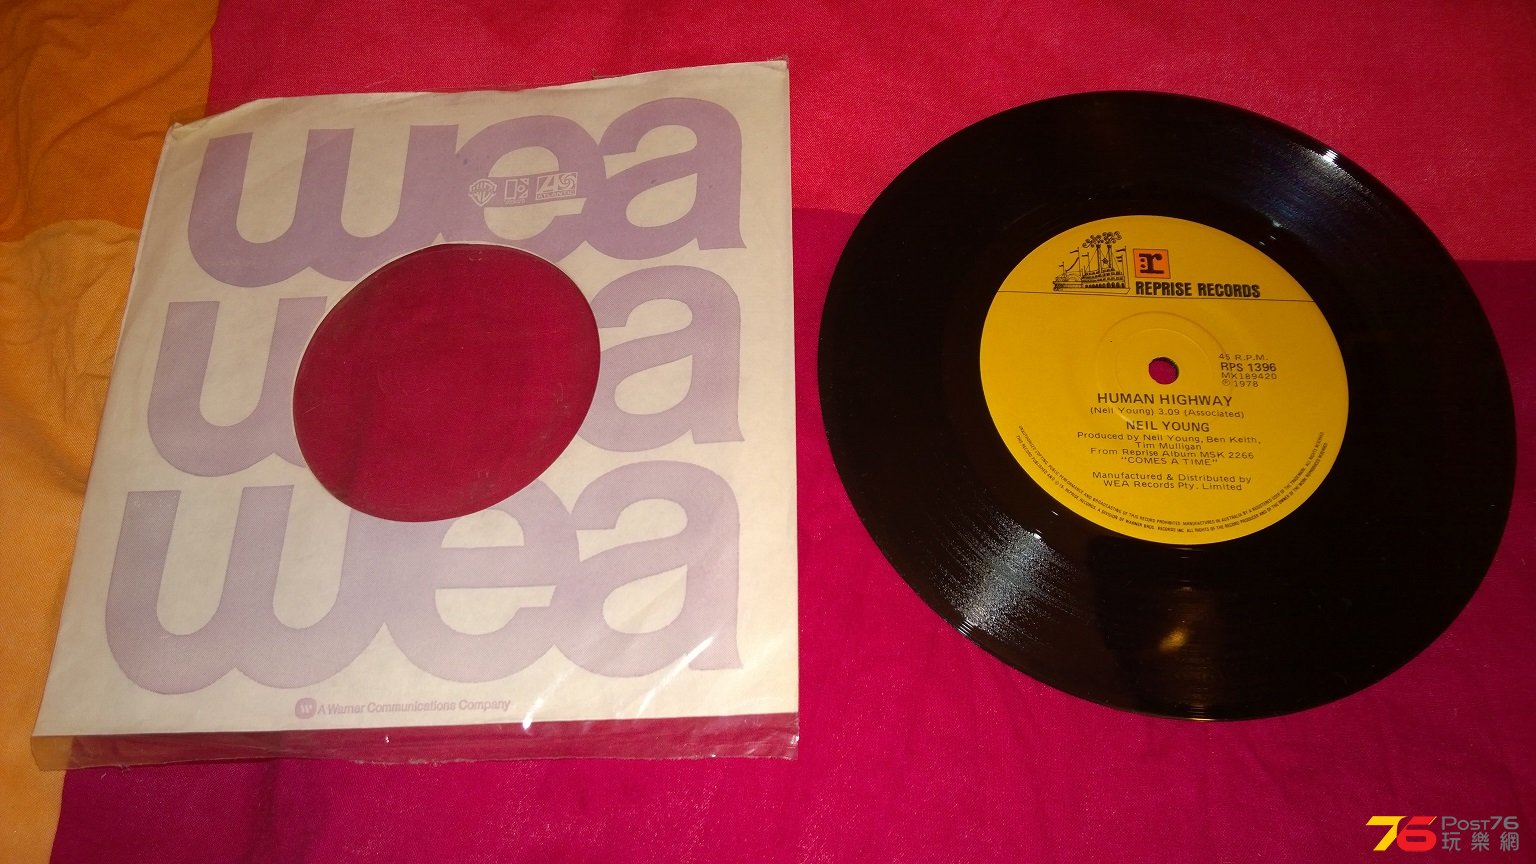 wea
ATLANTIC
wea
wea
A Warner Communications Company
r
REPRISE RECORDS
45 R.P.M.
RPS 1396
MX189420
℗ 1978
HUMAN HIGHWAY
(Neil Young) 3.09 (Associated)
NEIL YOUNG
Produced by Neil Young, Ben Keith,
Tim Mulligan
From Reprise Album MSK 2266
"COMES A TIME"
Manufactured & Distributed by
WEA Records Pty. Limited
76 POST76
玩樂網